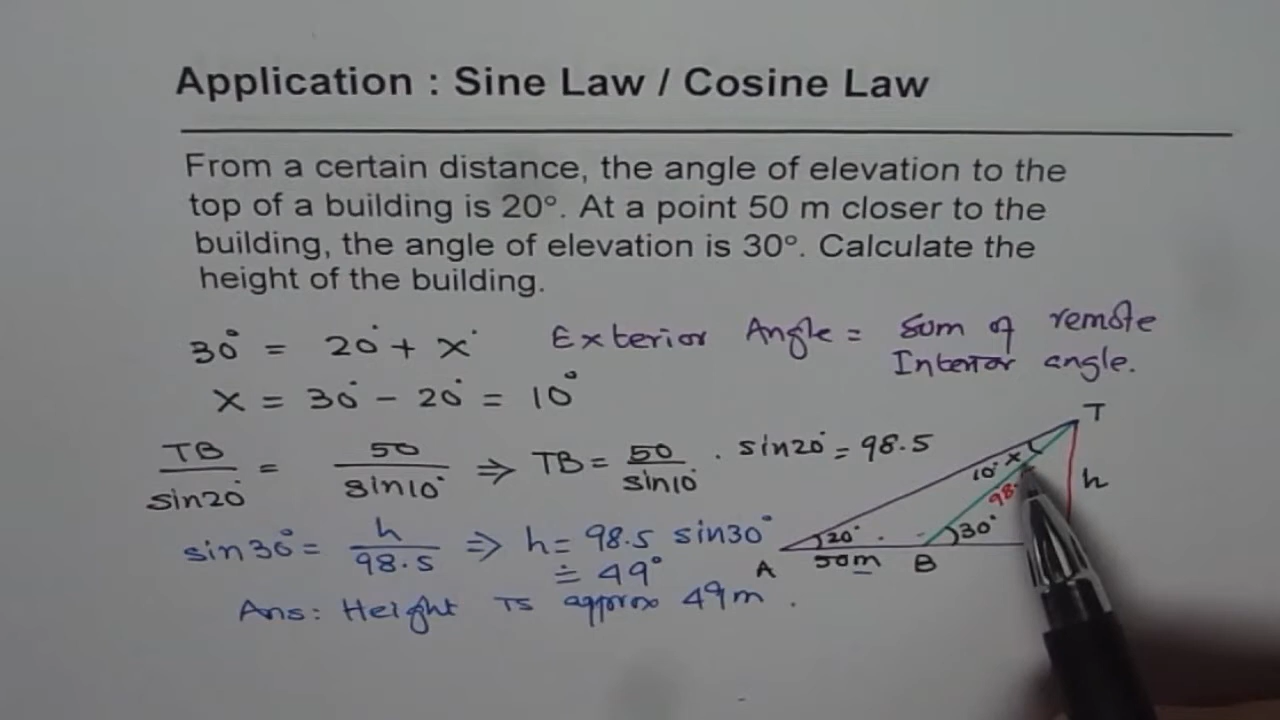 Application : Sine Law / Cosine Law
From a certain distance, the angle of elevation to the
top of a building is 20°. At a point 50 m closer to the
building, the angle of elevation is 30°. Calculate the
height of the building.
30° = 20° + x° Exterior Angle = Sum of remote
Interior angle.
x = 30° - 20° = 10°
TB/sin20° = 50/sin10° ⇒ TB = 50/sin10° · sin20° = 98.5
sin30° = h/98.5 ⇒ h = 98.5 sin30°
≐ 49°
Ans: Height is approx 49m.
T
10° x
98.
h
20°
30°
A
50m
B